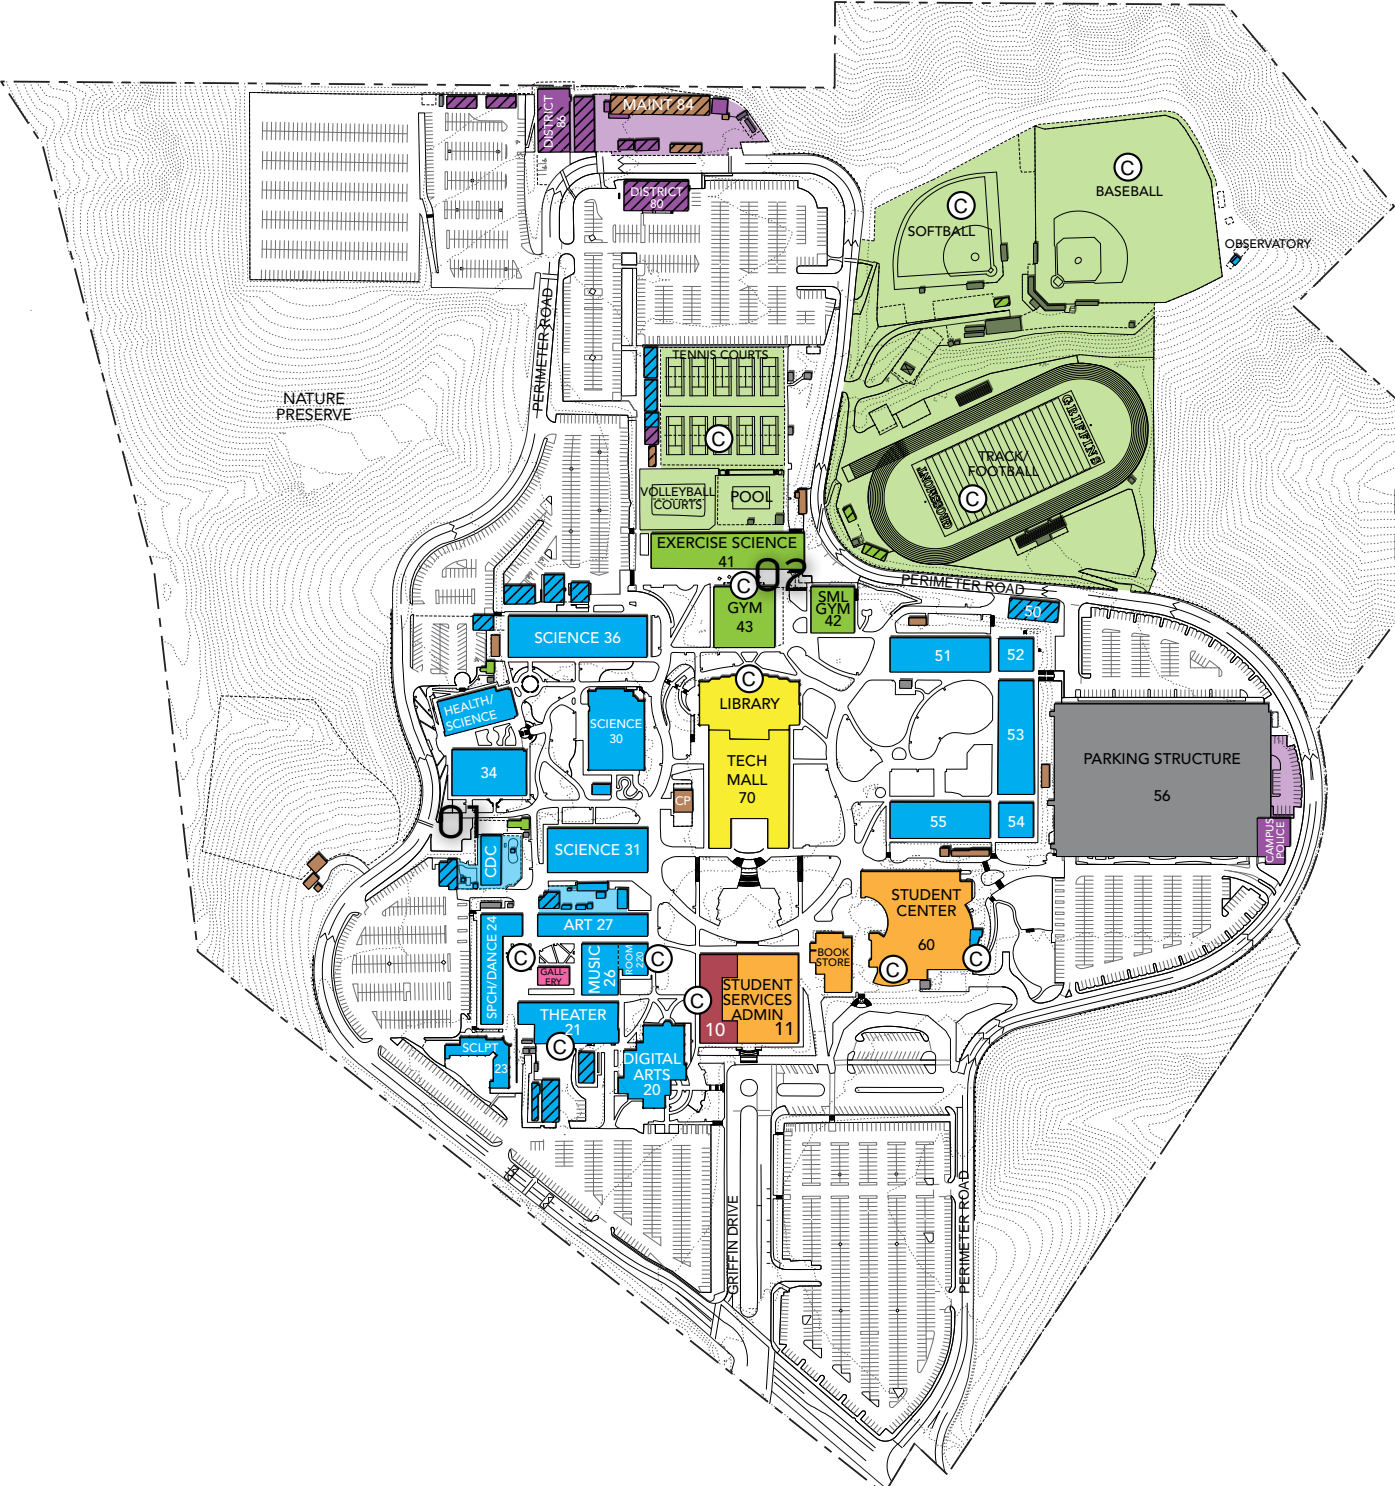 MAINT 84
DISTRICT
86
DISTRICT
80
C
BASEBALL
C
SOFTBALL
OBSERVATORY
PERIMETER ROAD
TENNIS COURTS
C
NATURE
PRESERVE
GRIFFINS
TRACK/
FOOTBALL
C
GROSSMONT
VOLLEYBALL
COURTS
POOL
EXERCISE SCIENCE
41
02
C
GYM
43
SML
GYM
42
PERIMETER ROAD
50
SCIENCE 36
51
52
HEALTH/
SCIENCE
SCIENCE
30
C
LIBRARY
53
TECH
MALL
70
PARKING STRUCTURE
56
34
CP
01
55
54
CAMPUS
POLICE
SCIENCE 31
CDC
STUDENT
CENTER
60
ART 27
SPCH/DANCE 24
C
GALL-
ERY
MUSIC
26
ROOM
220
C
BOOK
STORE
C
C
STUDENT
SERVICES
ADMIN
10
11
C
THEATER
21
C
SCLPT
23
DIGITAL
ARTS
20
GRIFFIN DRIVE
PERIMETER ROAD